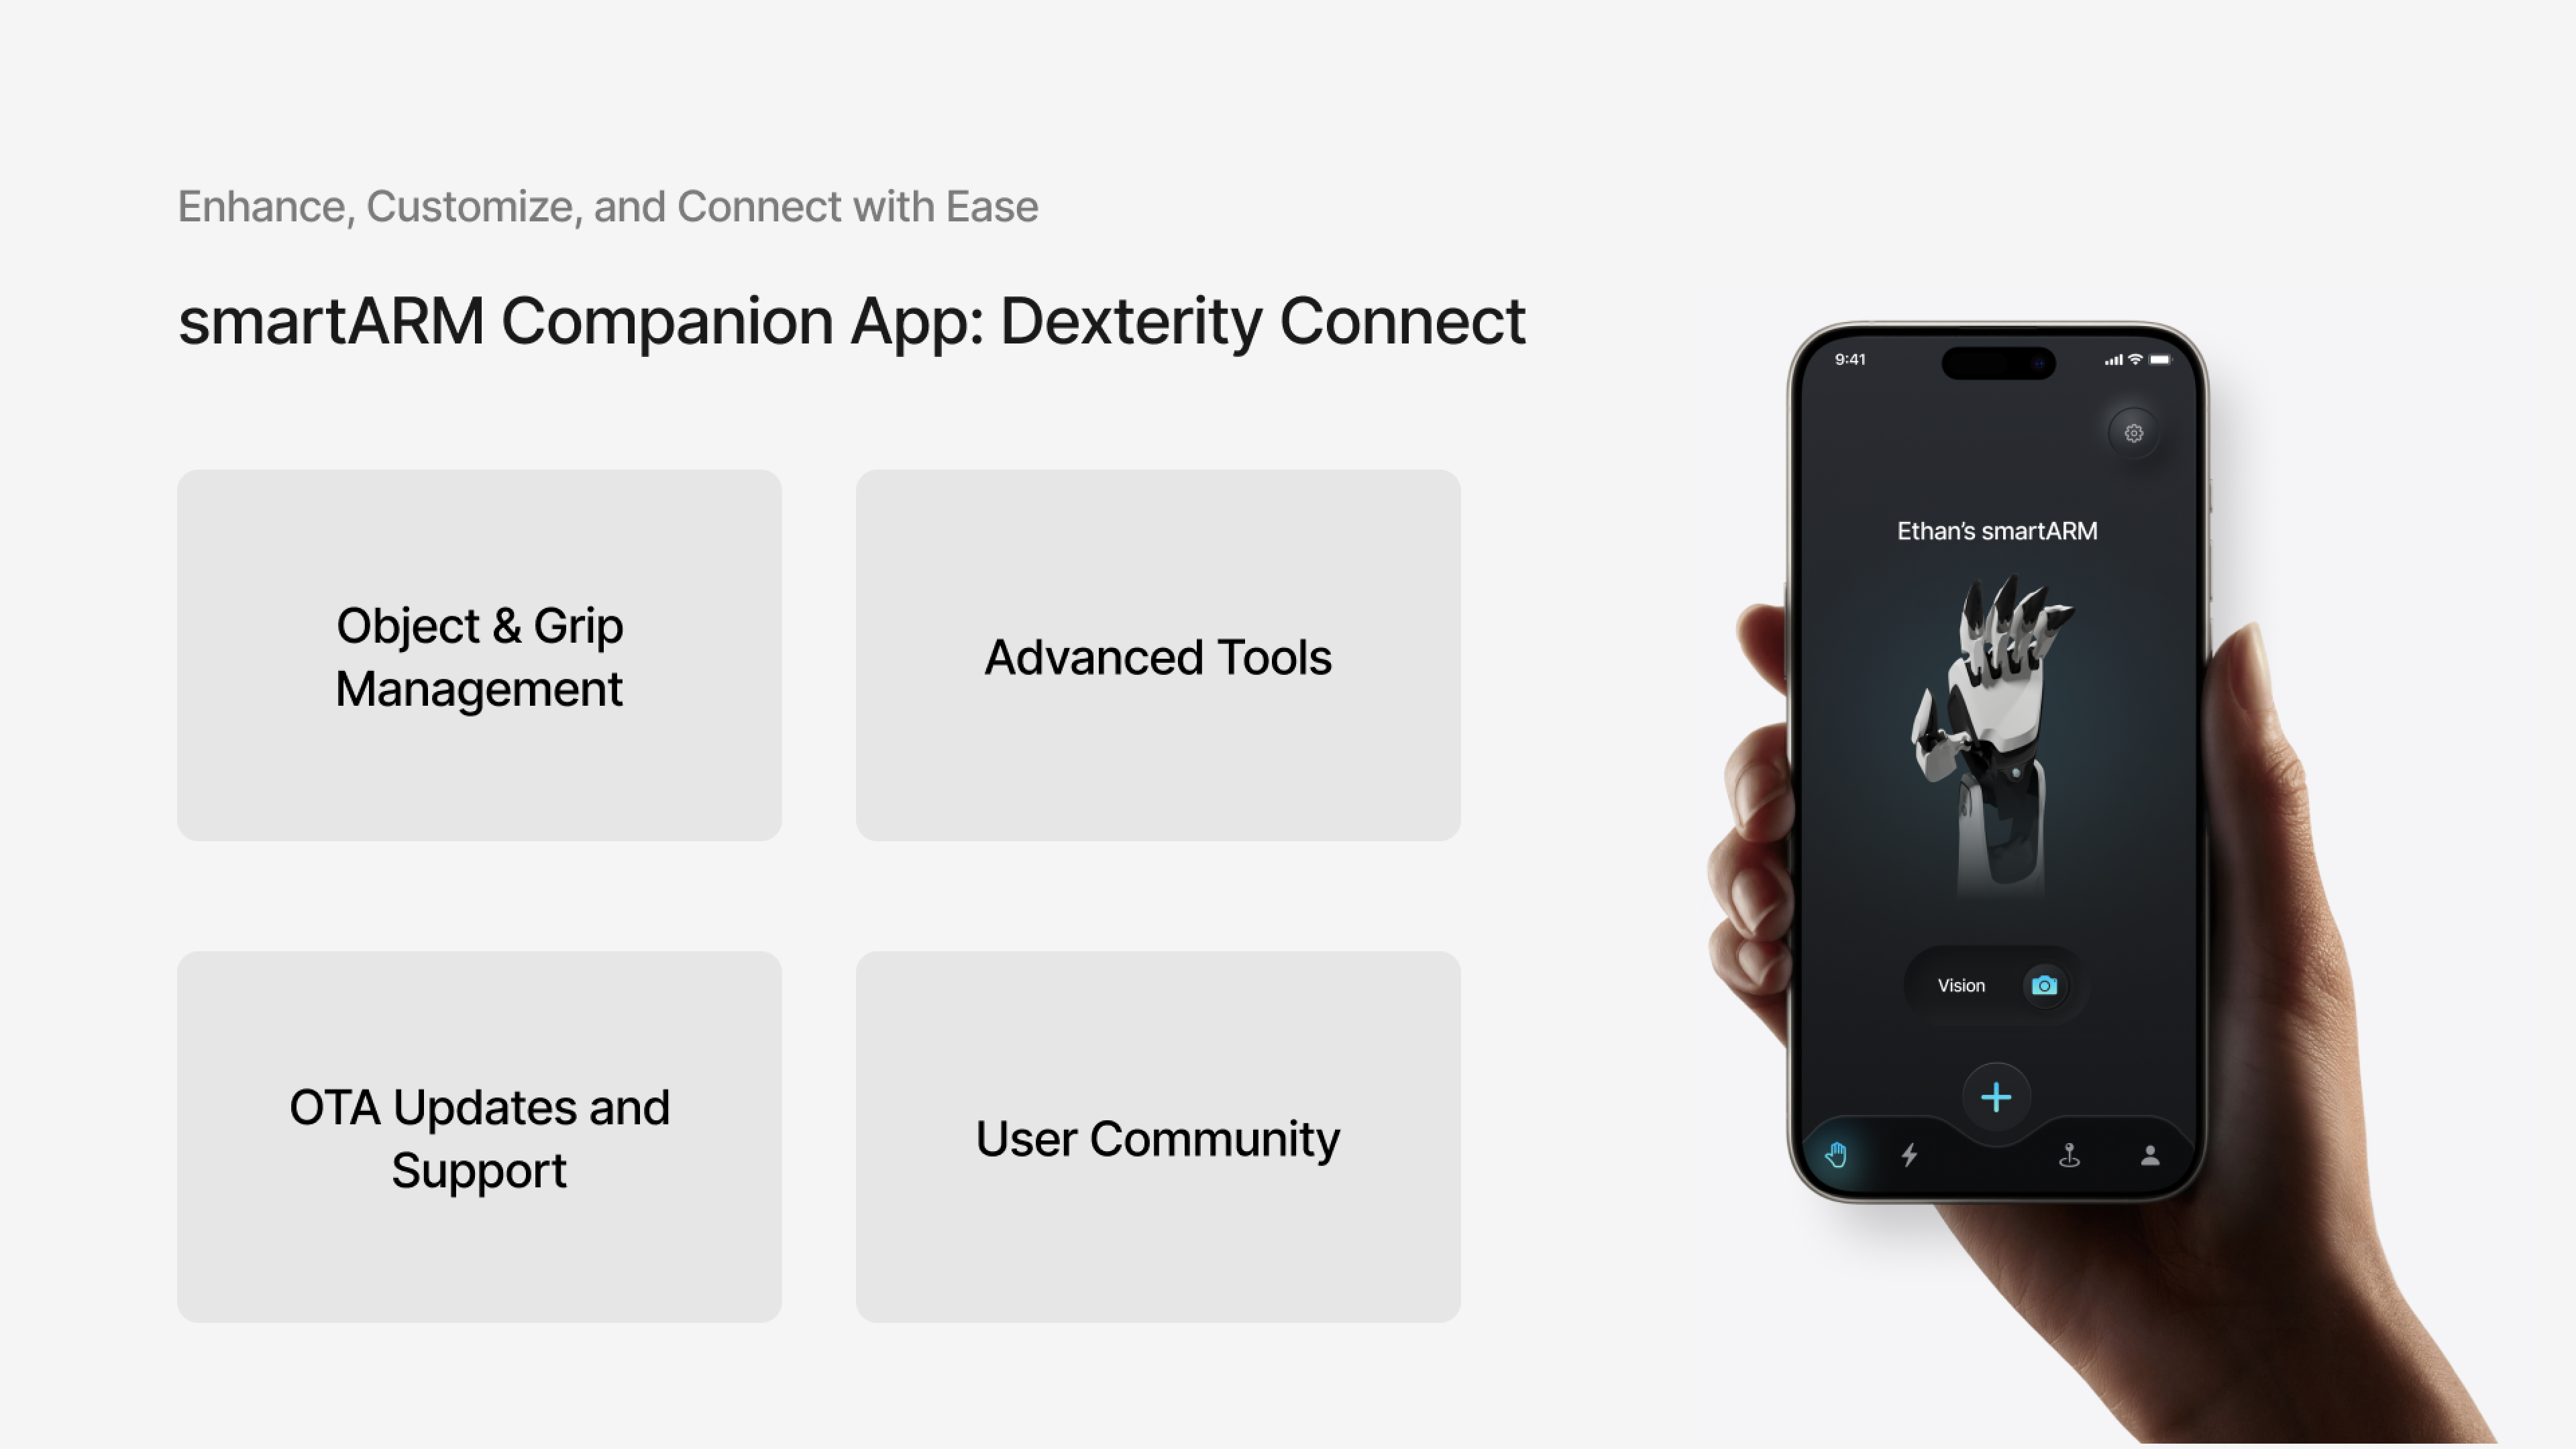 Enhance, Customize, and Connect with Ease
smartARM Companion App: Dexterity Connect
Object & Grip
Management
Advanced Tools
OTA Updates and
Support
User Community
9:41
Ethan’s smartARM
Vision